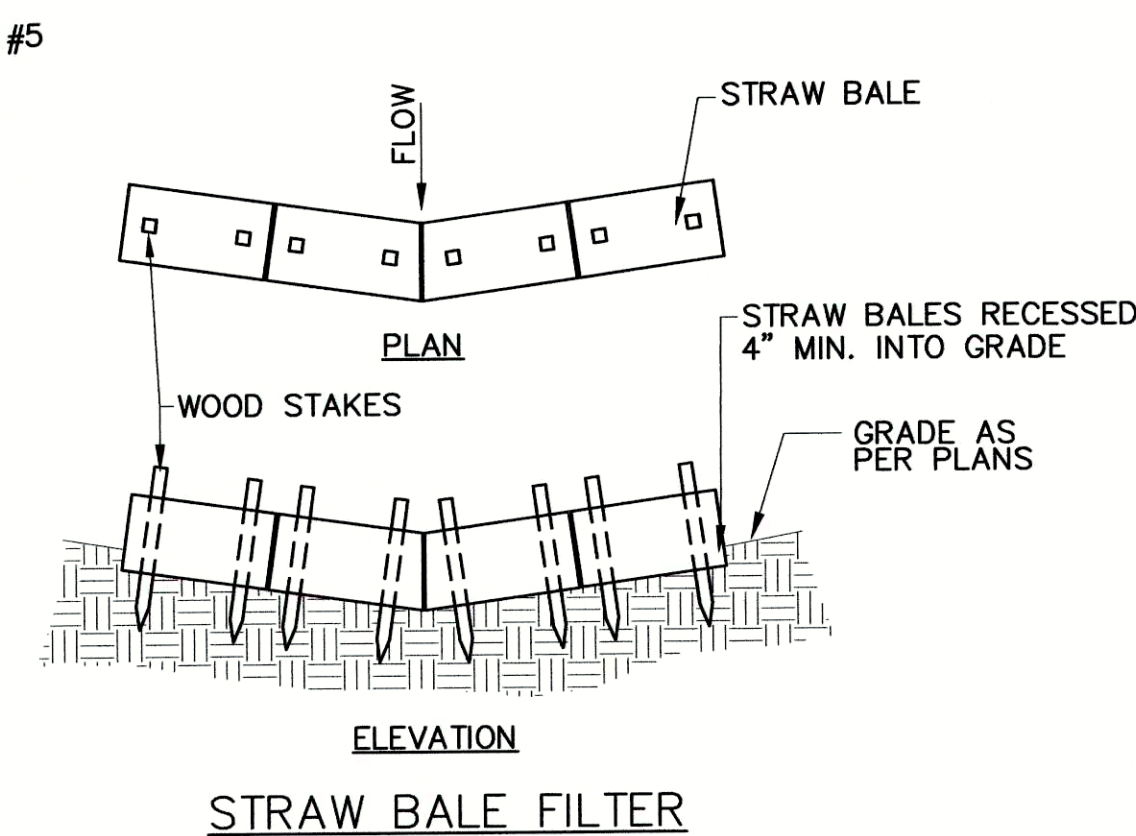 #5
FLOW
STRAW BALE
PLAN
STRAW BALES RECESSED
4" MIN. INTO GRADE
WOOD STAKES
GRADE AS
PER PLANS
ELEVATION
STRAW BALE FILTER